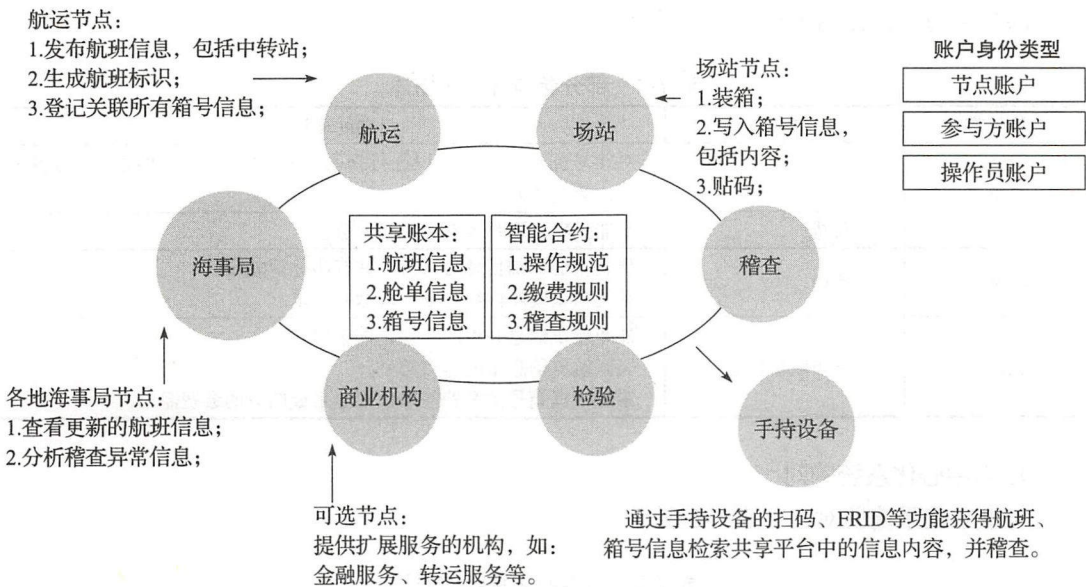 航运节点：
1.发布航班信息，包括中转站；
2.生成航班标识；
3.登记关联所有箱号信息；
航运
场站
场站节点：
1.装箱；
2.写入箱号信息，
包括内容；
3.贴码；
账户身份类型
节点账户
参与方账户
操作员账户
海事局
共享账本：
1.航班信息
2.舱单信息
3.箱号信息
智能合约：
1.操作规范
2.缴费规则
3.稽查规则
稽查
各地海事局节点：
1.查看更新的航班信息；
2.分析稽查异常信息；
商业机构
检验
手持设备
可选节点：
提供扩展服务的机构，如：
金融服务、转运服务等。
通过手持设备的扫码、FRID等功能获得航班、
箱号信息检索共享平台中的信息内容，并稽查。